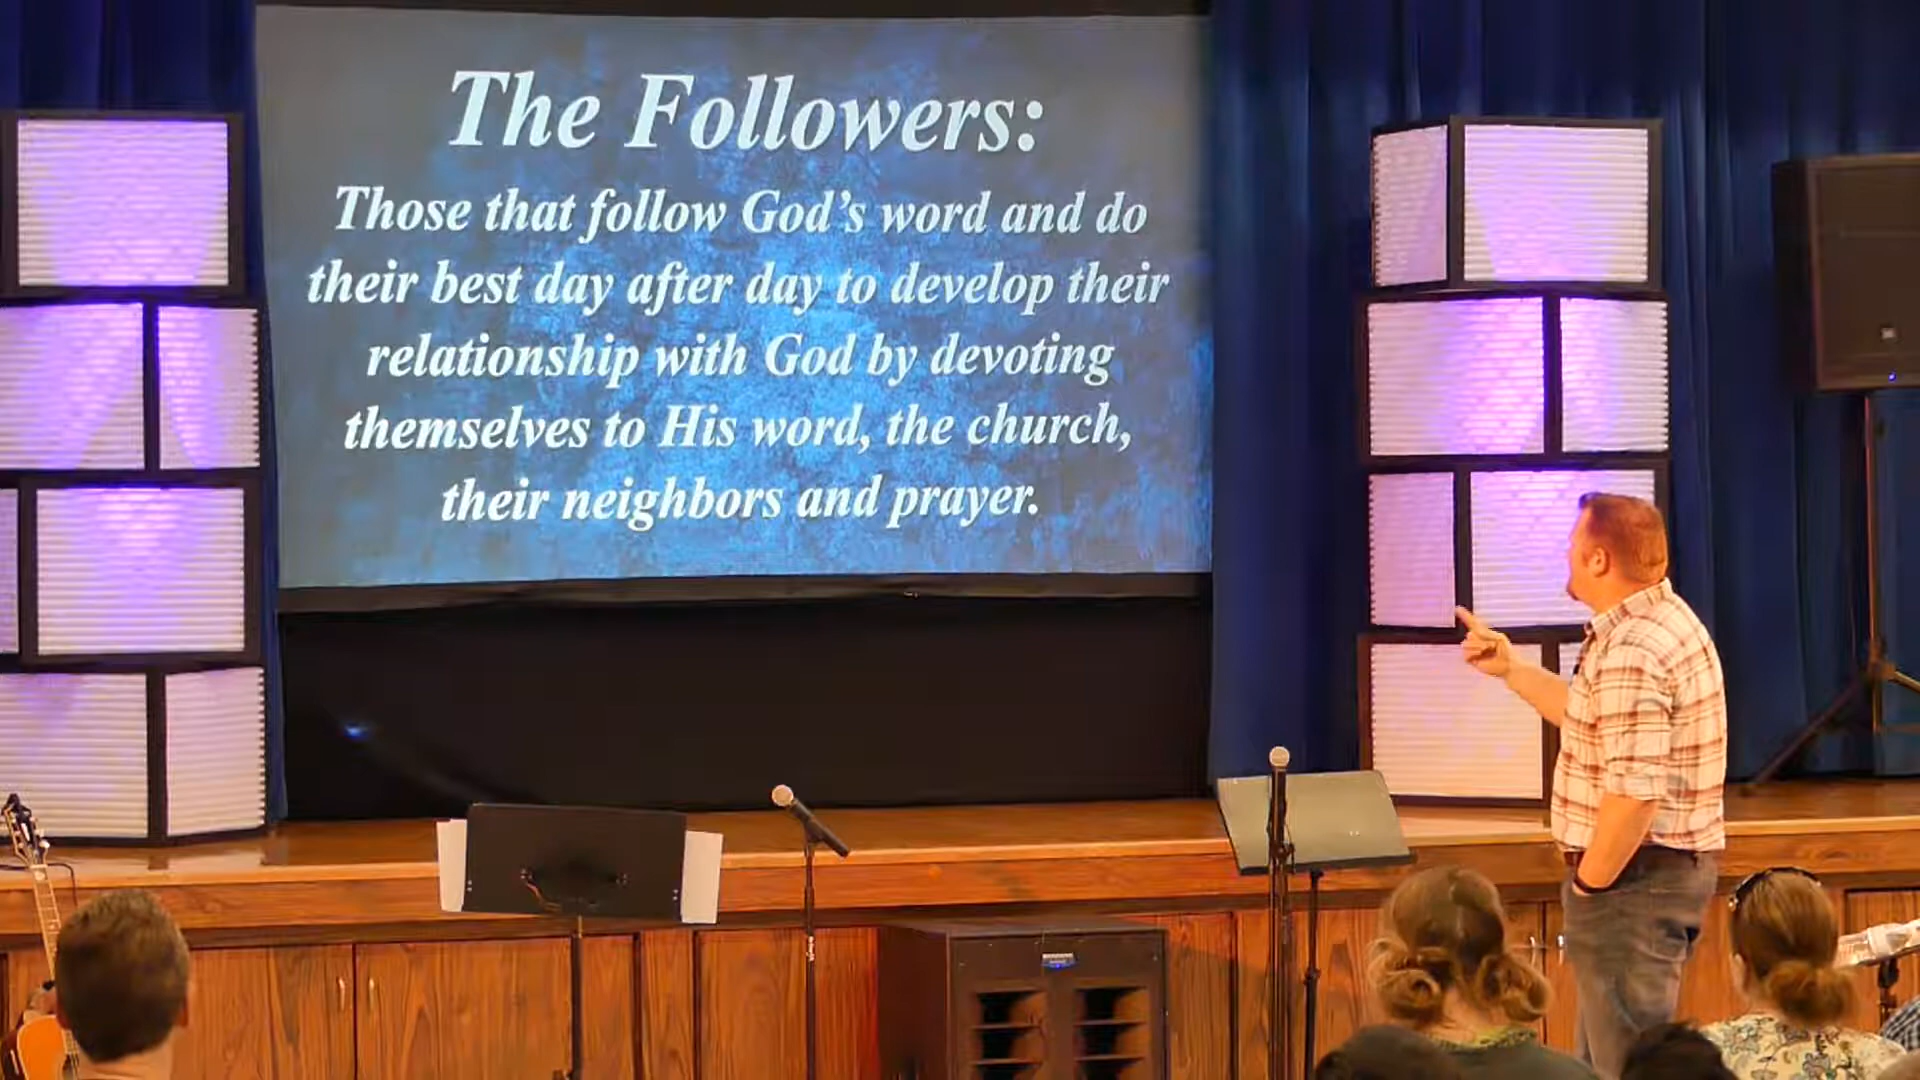 The Followers:
Those that follow God’s word and do
their best day after day to develop their
relationship with God by devoting
themselves to His word, the church,
their neighbors and prayer.